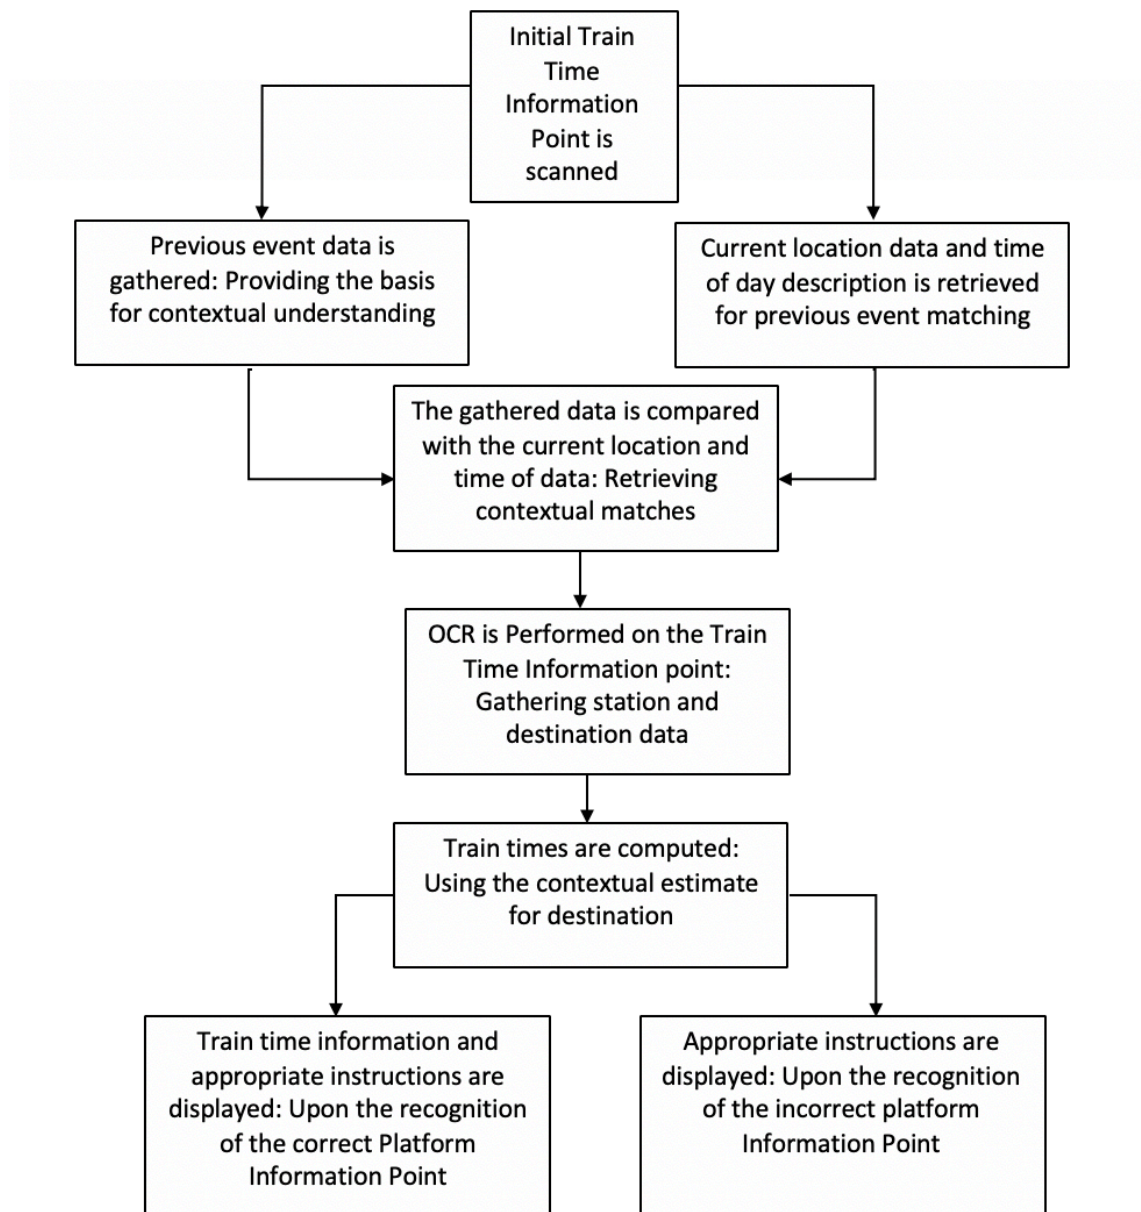 Initial Train
Time
Information
Point is
scanned
Previous event data is
gathered: Providing the basis
for contextual understanding
Current location data and time
of day description is retrieved
for previous event matching
The gathered data is compared
with the current location and
time of data: Retrieving
contextual matches
OCR is Performed on the Train
Time Information point:
Gathering station and
destination data
Train times are computed:
Using the contextual estimate
for destination
Train time information and
appropriate instructions are
displayed: Upon the recognition
of the correct Platform
Information Point
Appropriate instructions are
displayed: Upon the recognition
of the incorrect platform
Information Point